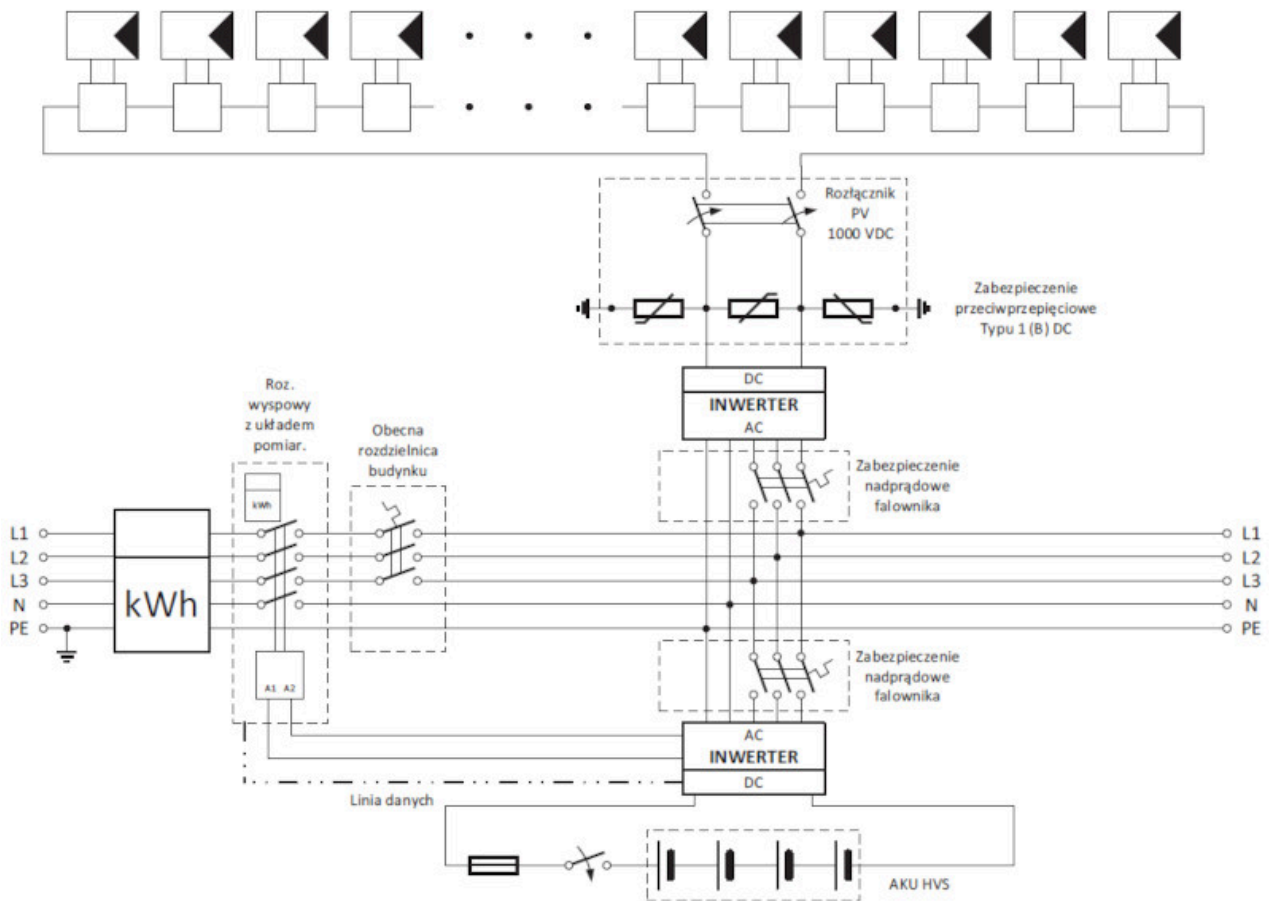 Rozłącznik
PV
1000 VDC
Zabezpieczenie
przeciwprzepięciowe
Typu 1 (B) DC
DC
INWERTER
AC
Roz.
wyspowy
z układem
pomiar.
Obecna
rozdzielnica
budynku
Zabezpieczenie
nadprądowe
falownika
kWh
L1
L2
L3
N
PE
kWh
L1
L2
L3
N
PE
A1 A2
Zabezpieczenie
nadprądowe
falownika
AC
INWERTER
DC
Linia danych
AKU HVS